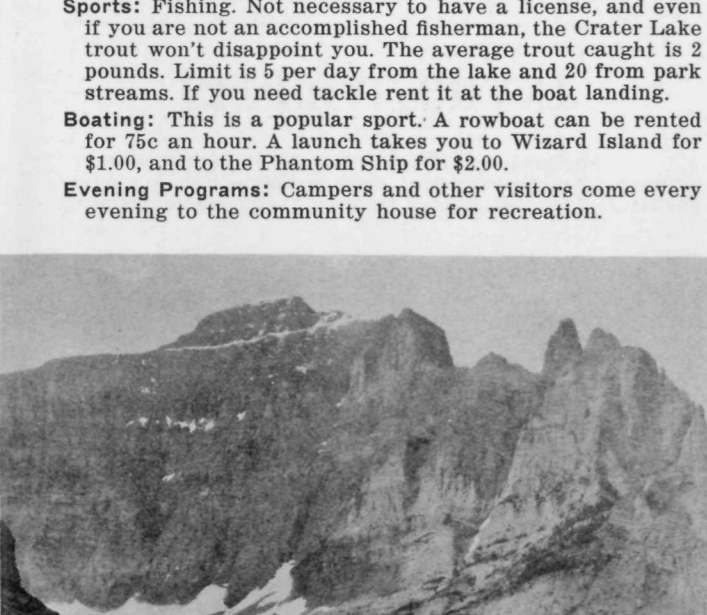 Sports: Fishing. Not necessary to have a license, and even
if you are not an accomplished fisherman, the Crater Lake
trout won't disappoint you. The average trout caught is 2
pounds. Limit is 5 per day from the lake and 20 from park
streams. If you need tackle rent it at the boat landing.
Boating: This is a popular sport. A rowboat can be rented
for 75c an hour. A launch takes you to Wizard Island for
$1.00, and to the Phantom Ship for $2.00.
Evening Programs: Campers and other visitors come every
evening to the community house for recreation.